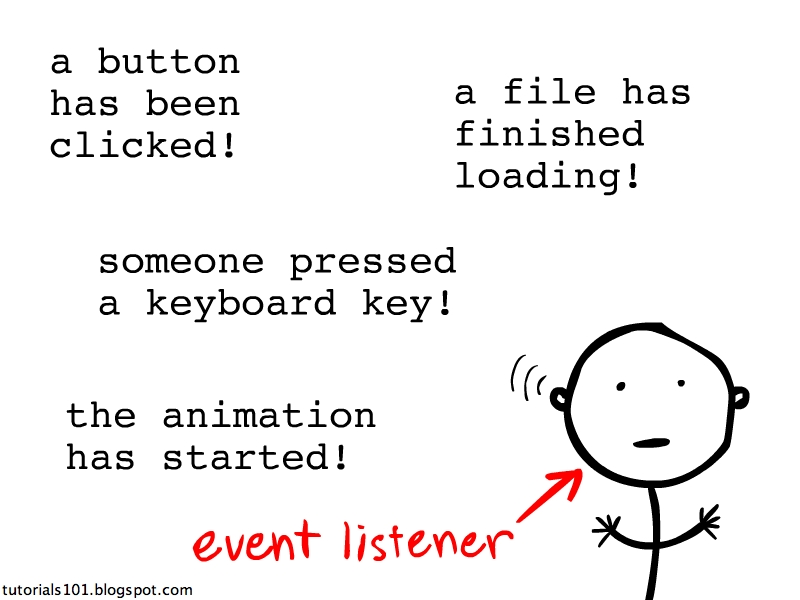 a button
has been
clicked!
a file has
finished
loading!
someone pressed
a keyboard key!
the animation
has started!
event listener
tutorials101.blogspot.com